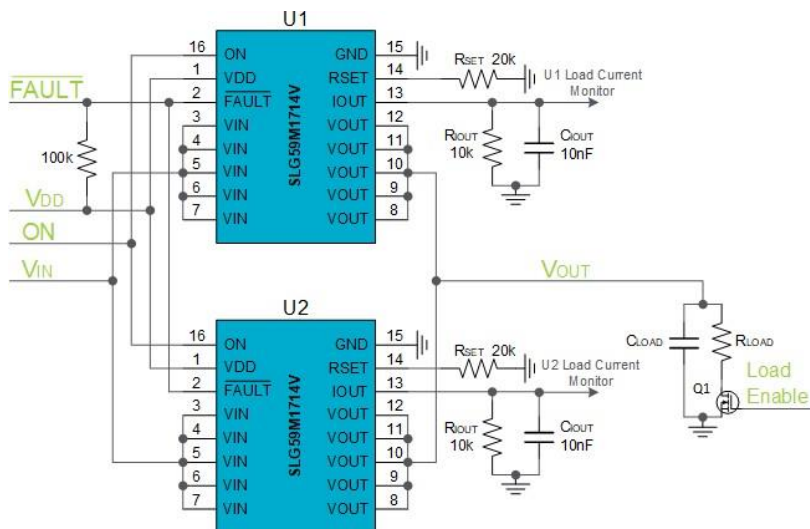 U1
16 ON GND 15
1 VDD RSET 14 RSET 20k
2 FAULT IOUT 13 U1 Load Current
Monitor
3 VIN VOUT 12
4 VIN VOUT 11
5 VIN VOUT 10
6 VIN VOUT 9
7 VIN VOUT 8
SLG59M1714V
RIOUT
10k
CIOUT
10nF
FAULT
100k
VDD
ON
VIN
VOUT
CLOAD
RLOAD
Q1
Load
Enable
U2
16 ON GND 15
1 VDD RSET 14 RSET 20k
2 FAULT IOUT 13 U2 Load Current
Monitor
3 VIN VOUT 12
4 VIN VOUT 11
5 VIN VOUT 10
6 VIN VOUT 9
7 VIN VOUT 8
SLG59M1714V
RIOUT
10k
CIOUT
10nF